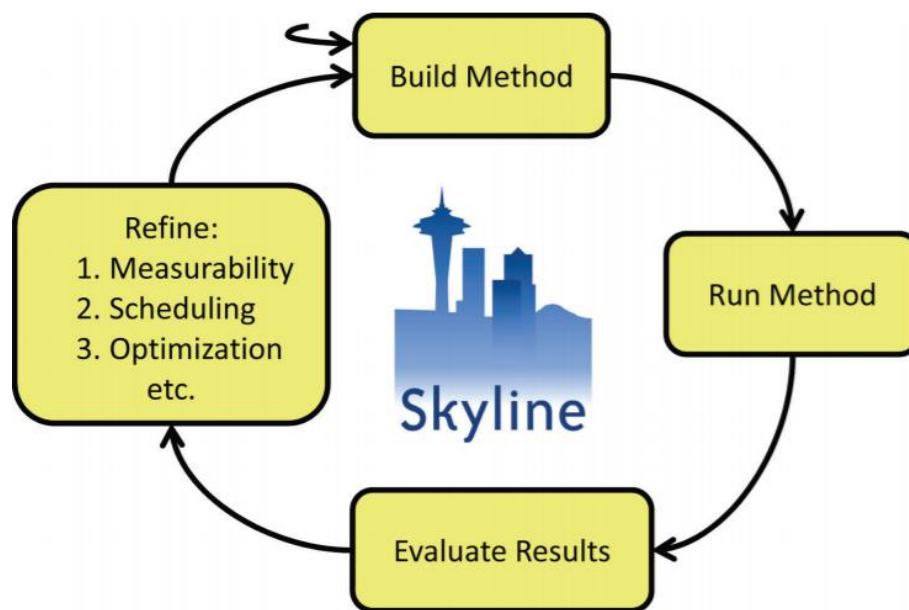 Build Method
Run Method
Evaluate Results
Refine:
1. Measurability
2. Scheduling
3. Optimization
etc.
Skyline